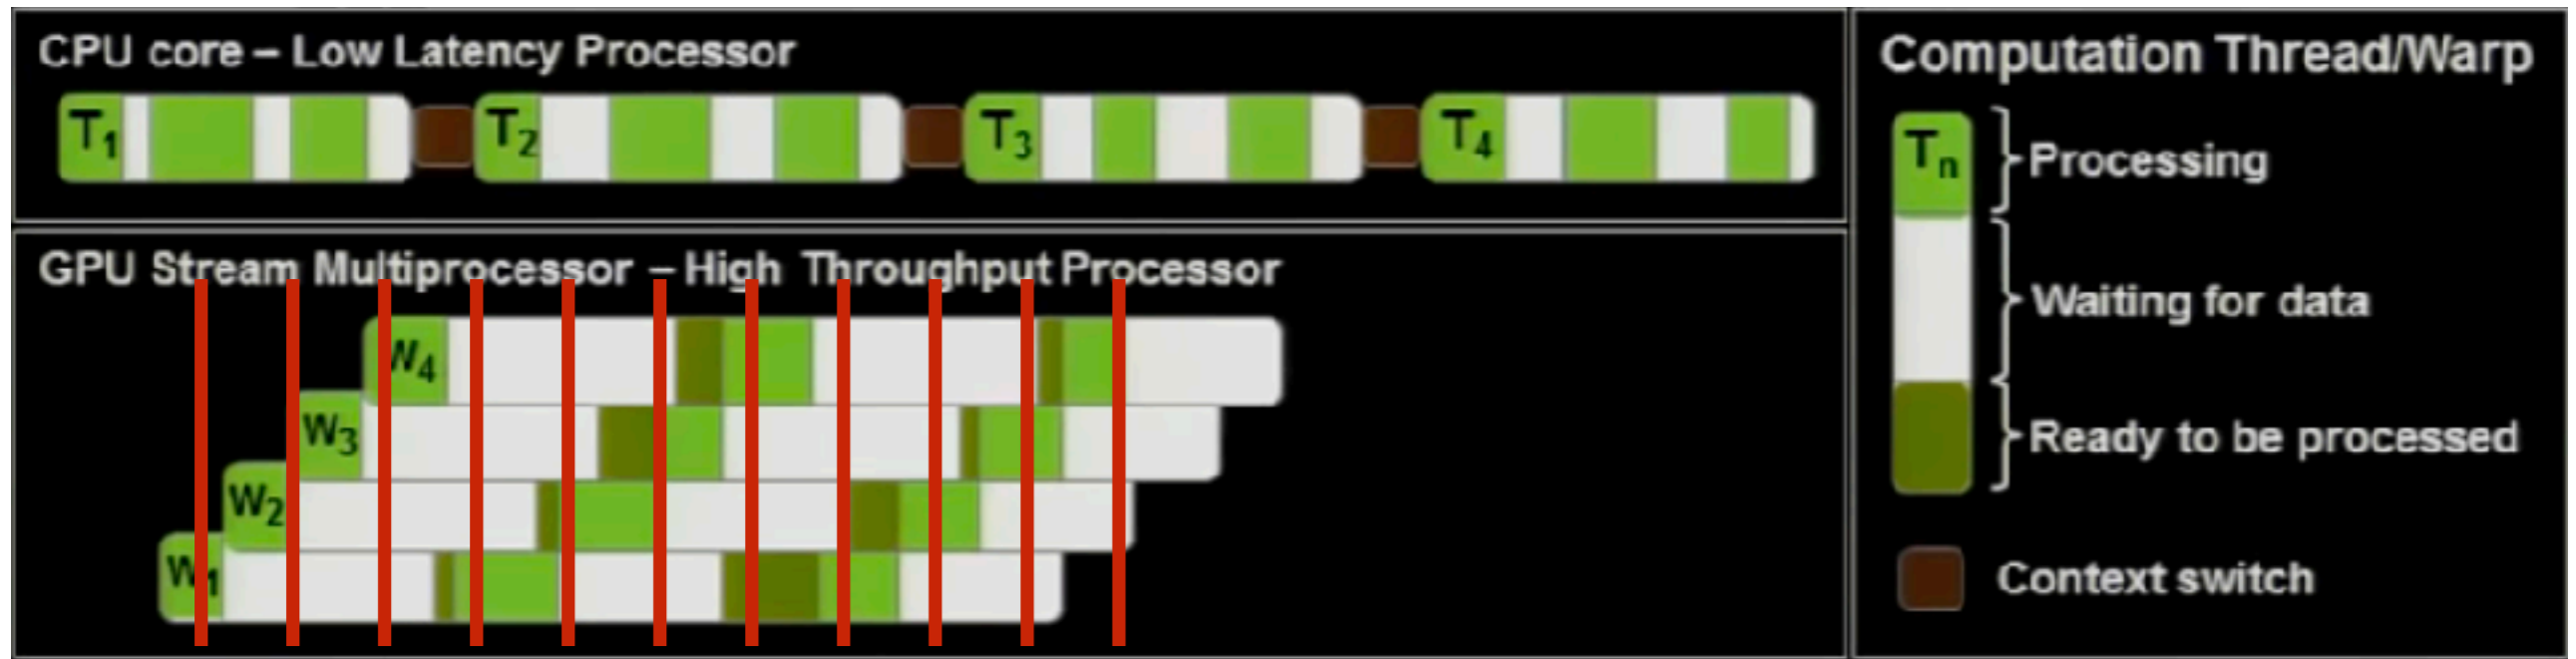 CPU core – Low Latency Processor
T1
T2
T3
T4
GPU Stream Multiprocessor – High Throughput Processor
W4
W3
W2
W1
Computation Thread/Warp
Tn
Processing
Waiting for data
Ready to be processed
Context switch